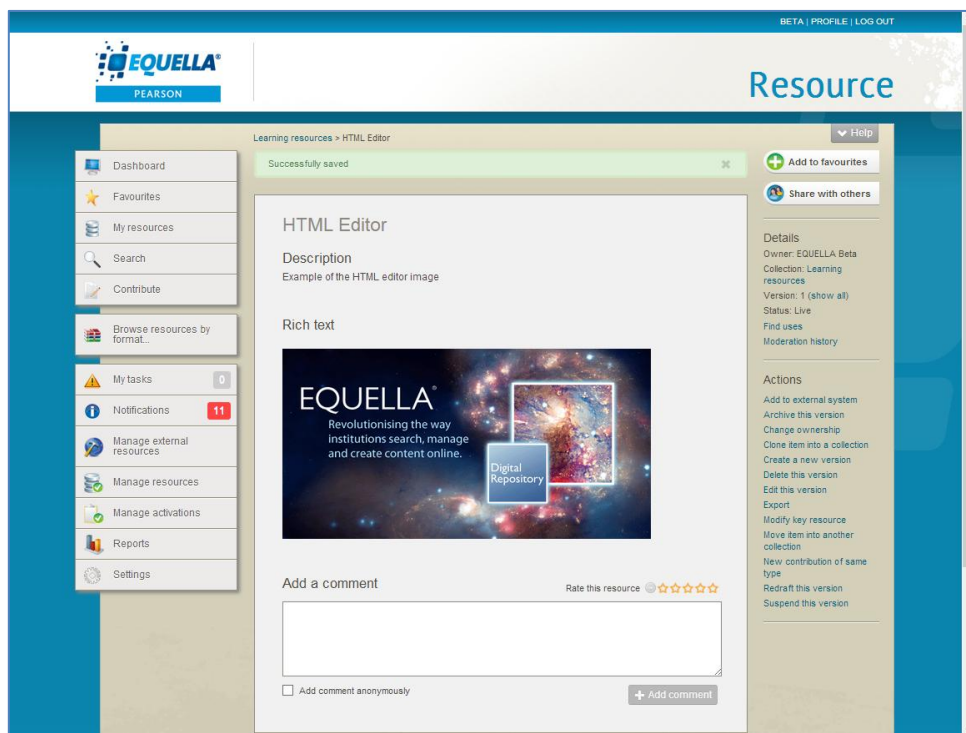 BETA | PROFILE | LOG OUT
EQUELLA®
PEARSON
Resource
Learning resources > HTML Editor
Help
Dashboard
Favourites
My resources
Search
Contribute
Browse resources by
format...
My tasks
0
Notifications
11
Manage external
resources
Manage resources
Manage activations
Reports
Settings
Successfully saved
HTML Editor
Description
Example of the HTML editor image
Rich text
EQUELLA®
Revolutionising the way
institutions search, manage
and create content online.
Digital
Repository
Add a comment
Rate this resource
Add comment anonymously
Add comment
Add to favourites
Share with others
Details
Owner: EQUELLA Beta
Collection: Learning
resources
Version: 1 (show all)
Status: Live
Find uses
Moderation history
Actions
Add to external system
Archive this version
Change ownership
Clone item into a collection
Create a new version
Delete this version
Edit this version
Export
Modify key resource
Move item into another
collection
New contribution of same
type
Redraft this version
Suspend this version